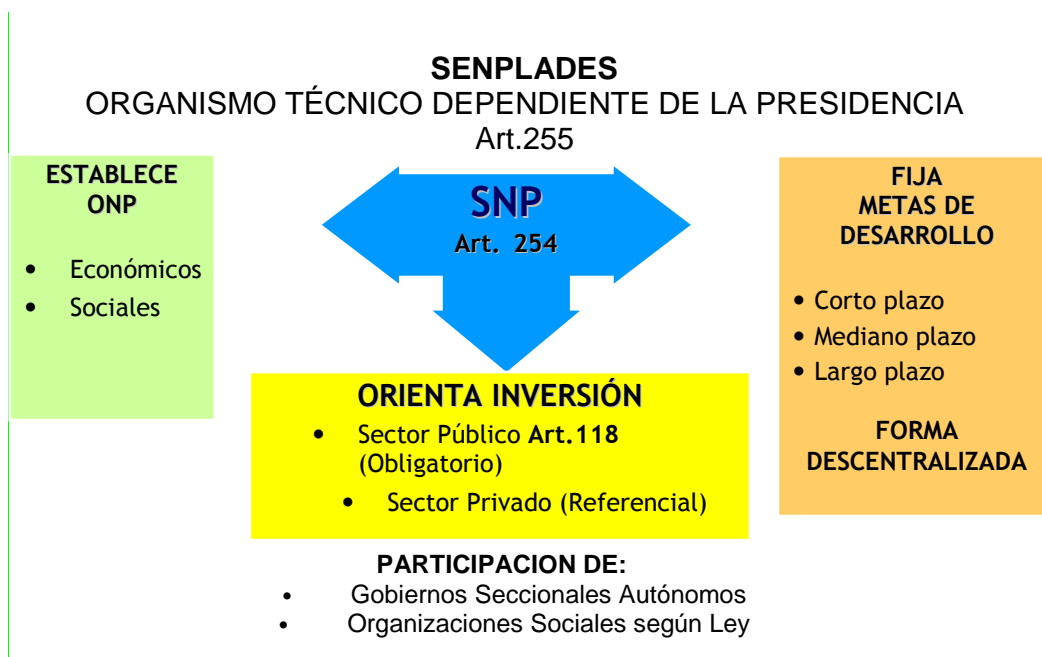 SENPLADES
ORGANISMO TÉCNICO DEPENDIENTE DE LA PRESIDENCIA
Art.255
ESTABLECE
ONP
• Económicos
• Sociales
SNP
Art. 254
FIJA
METAS DE
DESARROLLO
• Corto plazo
• Mediano plazo
• Largo plazo
FORMA
DESCENTRALIZADA
ORIENTA INVERSIÓN
• Sector Público Art.118
(Obligatorio)
• Sector Privado (Referencial)
PARTICIPACION DE:
• Gobiernos Seccionales Autónomos
• Organizaciones Sociales según Ley